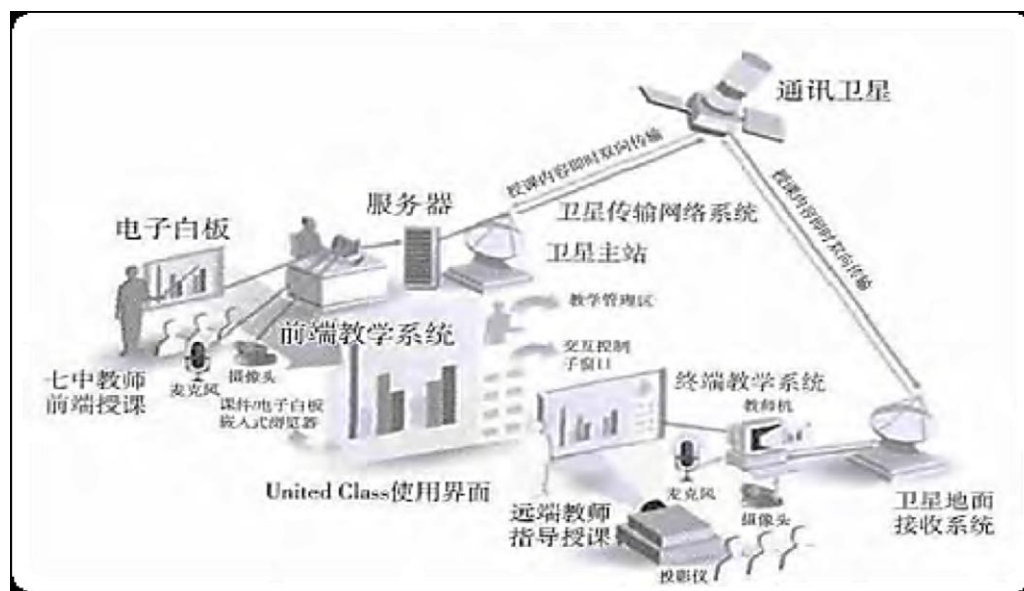 通讯卫星
授课内容即时双向传输
授课内容即时双向传输
服务器
卫星传输网络系统
电子白板
卫星主站
教学管理区
前端教学系统
交互控制
子窗口
七中教师
前端授课
麦克风
摄像头
终端教学系统
教师机
课件/电子白板
嵌入式浏览器
United Class使用界面
麦克风
摄像头
远端教师
指导授课
卫星地面
接收系统
投影仪